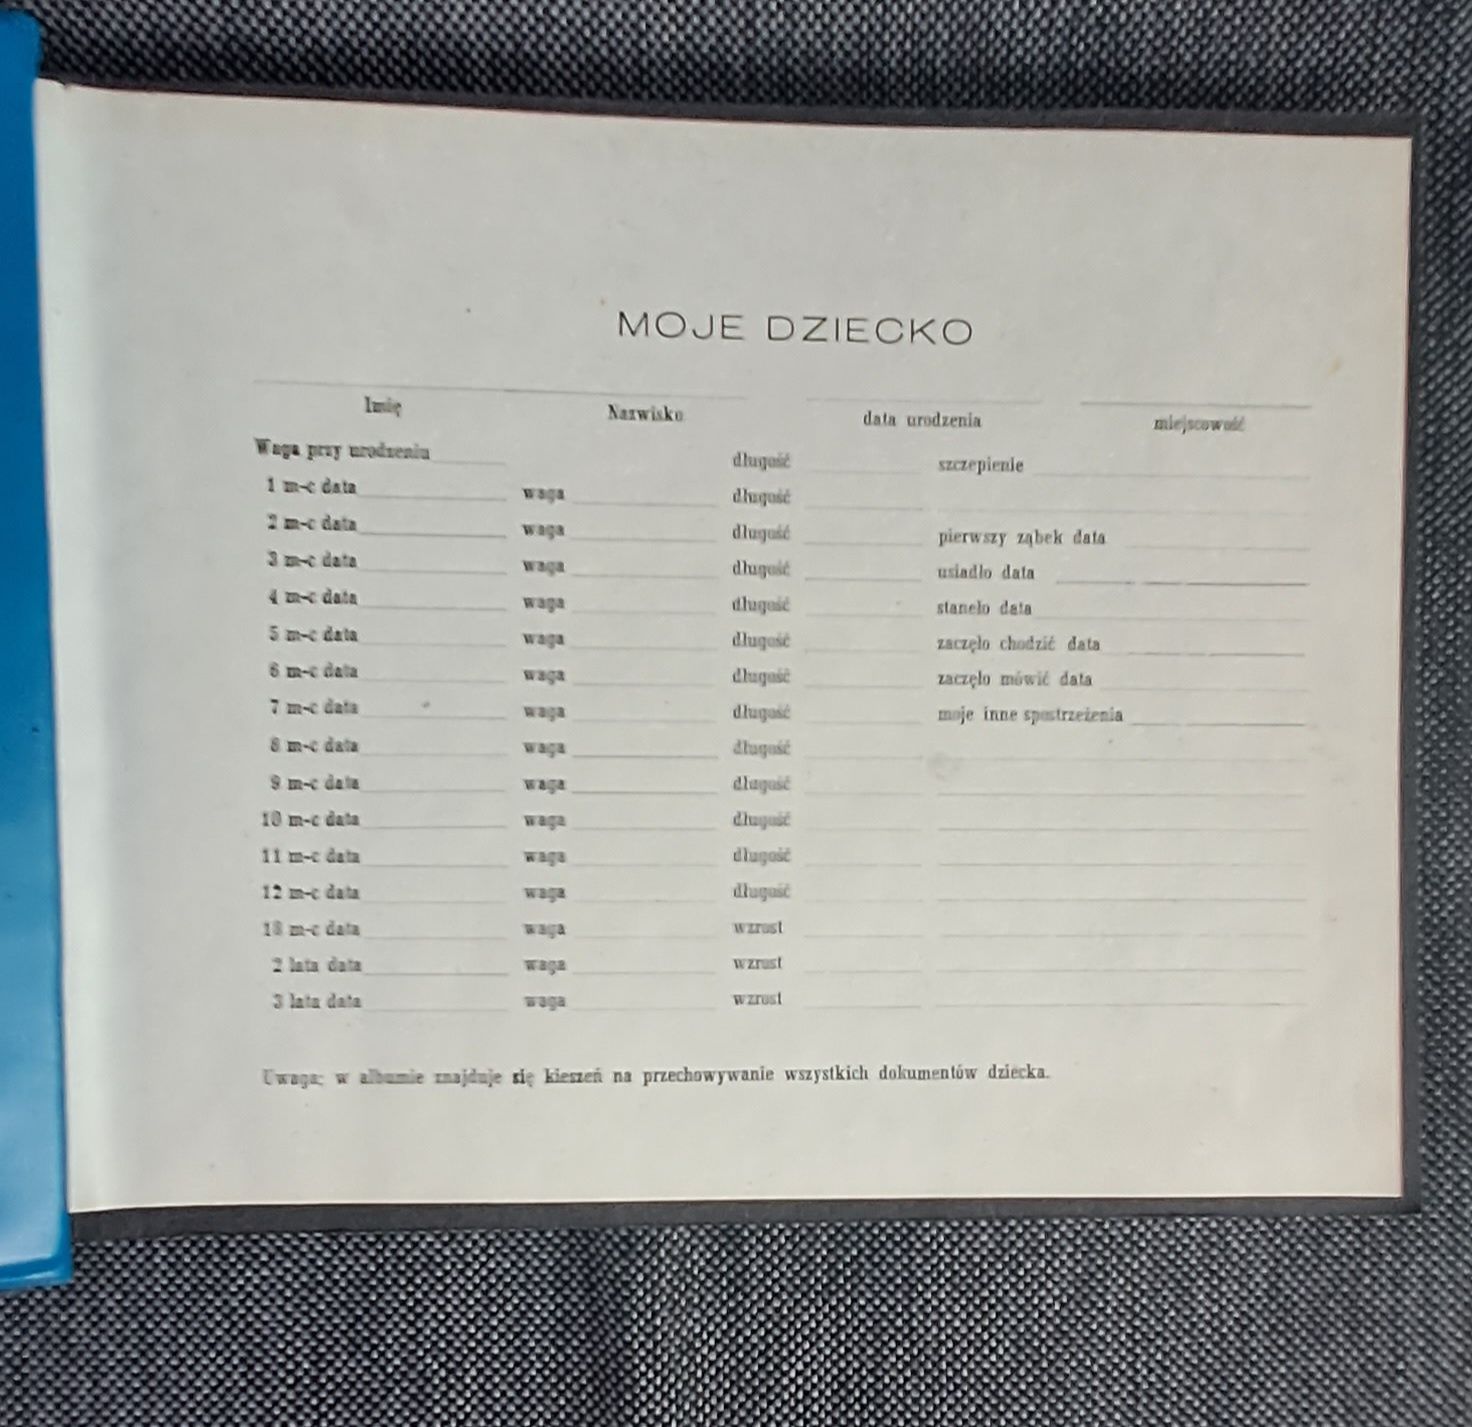 MOJE DZIECKO
Imię Nazwisko data urodzenia miejscowość
Waga przy urodzeniu długość szczepienie
1 m-c data waga długość
2 m-c data waga długość pierwszy ząbek data
3 m-c data waga długość usiadło data
4 m-c data waga długość staneło data
5 m-c data waga długość zaczęło chodzić data
6 m-c data waga długość zaczęło mówić data
7 m-c data waga długość moje inne spostrzeżenia
8 m-c data waga długość
9 m-c data waga długość
10 m-c data waga długość
11 m-c data waga długość
12 m-c data waga długość
18 m-c data waga wzrost
2 lata data waga wzrost
3 lata data waga wzrost
Uwaga; w albumie znajduje się kieszeń na przechowywanie wszystkich dokumentów dziecka.